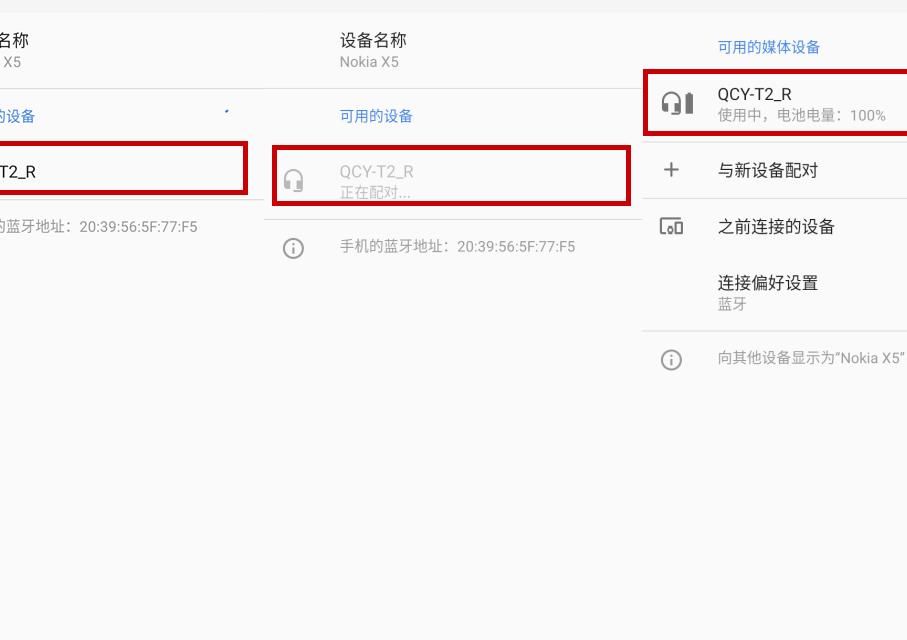 名称
X5
的设备
T2_R
的蓝牙地址：20:39:56:5F:77:F5
设备名称
Nokia X5
可用的设备
QCY-T2_R
正在配对...
手机的蓝牙地址：20:39:56:5F:77:F5
可用的媒体设备
QCY-T2_R
使用中，电池电量：100%
与新设备配对
之前连接的设备
连接偏好设置
蓝牙
向其他设备显示为“Nokia X5”